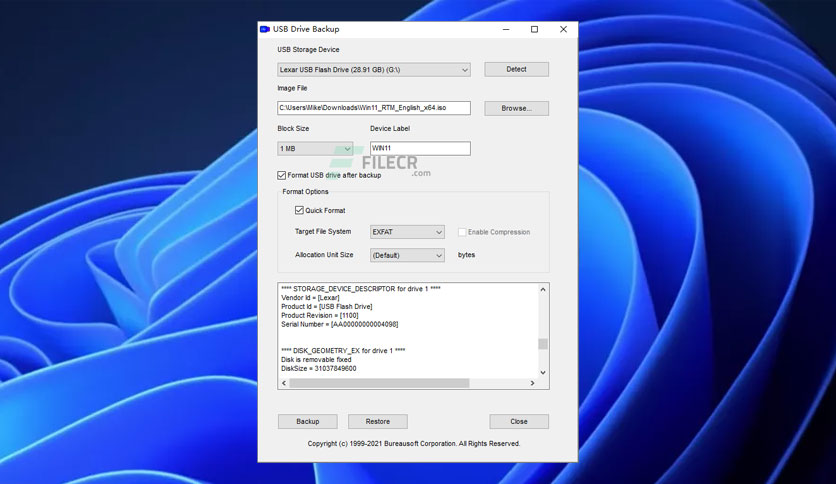 USB Drive Backup
USB Storage Device
Lexar USB Flash Drive (28.91 GB) (G:\)
Detect
Image File
C:\Users\Mike\Downloads\Win11_RTM_English_x64.iso
Browse...
Block Size
Device Label
1 MB
WIN11
FILECR
.com
Format USB drive after backup
Format Options
Quick Format
Target File System
EXFAT
Enable Compression
Allocation Unit Size
(Default)
bytes
**** STORAGE_DEVICE_DESCRIPTOR for drive 1 ****
Vendor Id = [Lexar]
Product Id = [USB Flash Drive]
Product Revision = [1100]
Serial Number = [AA00000000004098]
**** DISK_GEOMETRY_EX for drive 1 ****
Disk is removable fixed
DiskSize = 31037849600
Backup
Restore
Close
Copyright (c) 1999-2021 Bureausoft Corporation. All Rights Reserved.